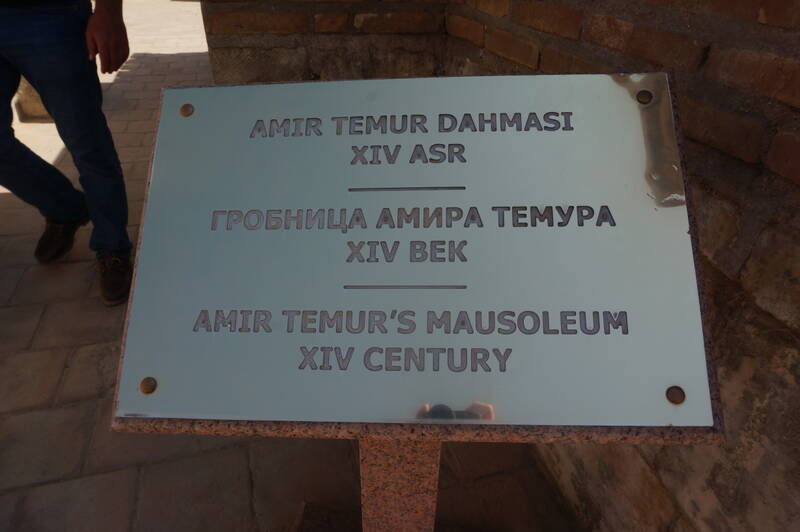 AMIR TEMUR DAHMASI
XIV ASR
ГРОБНИЦА АМИРА ТЕМУРА
XIV ВЕК
AMIR TEMUR'S MAUSOLEUM
XIV CENTURY